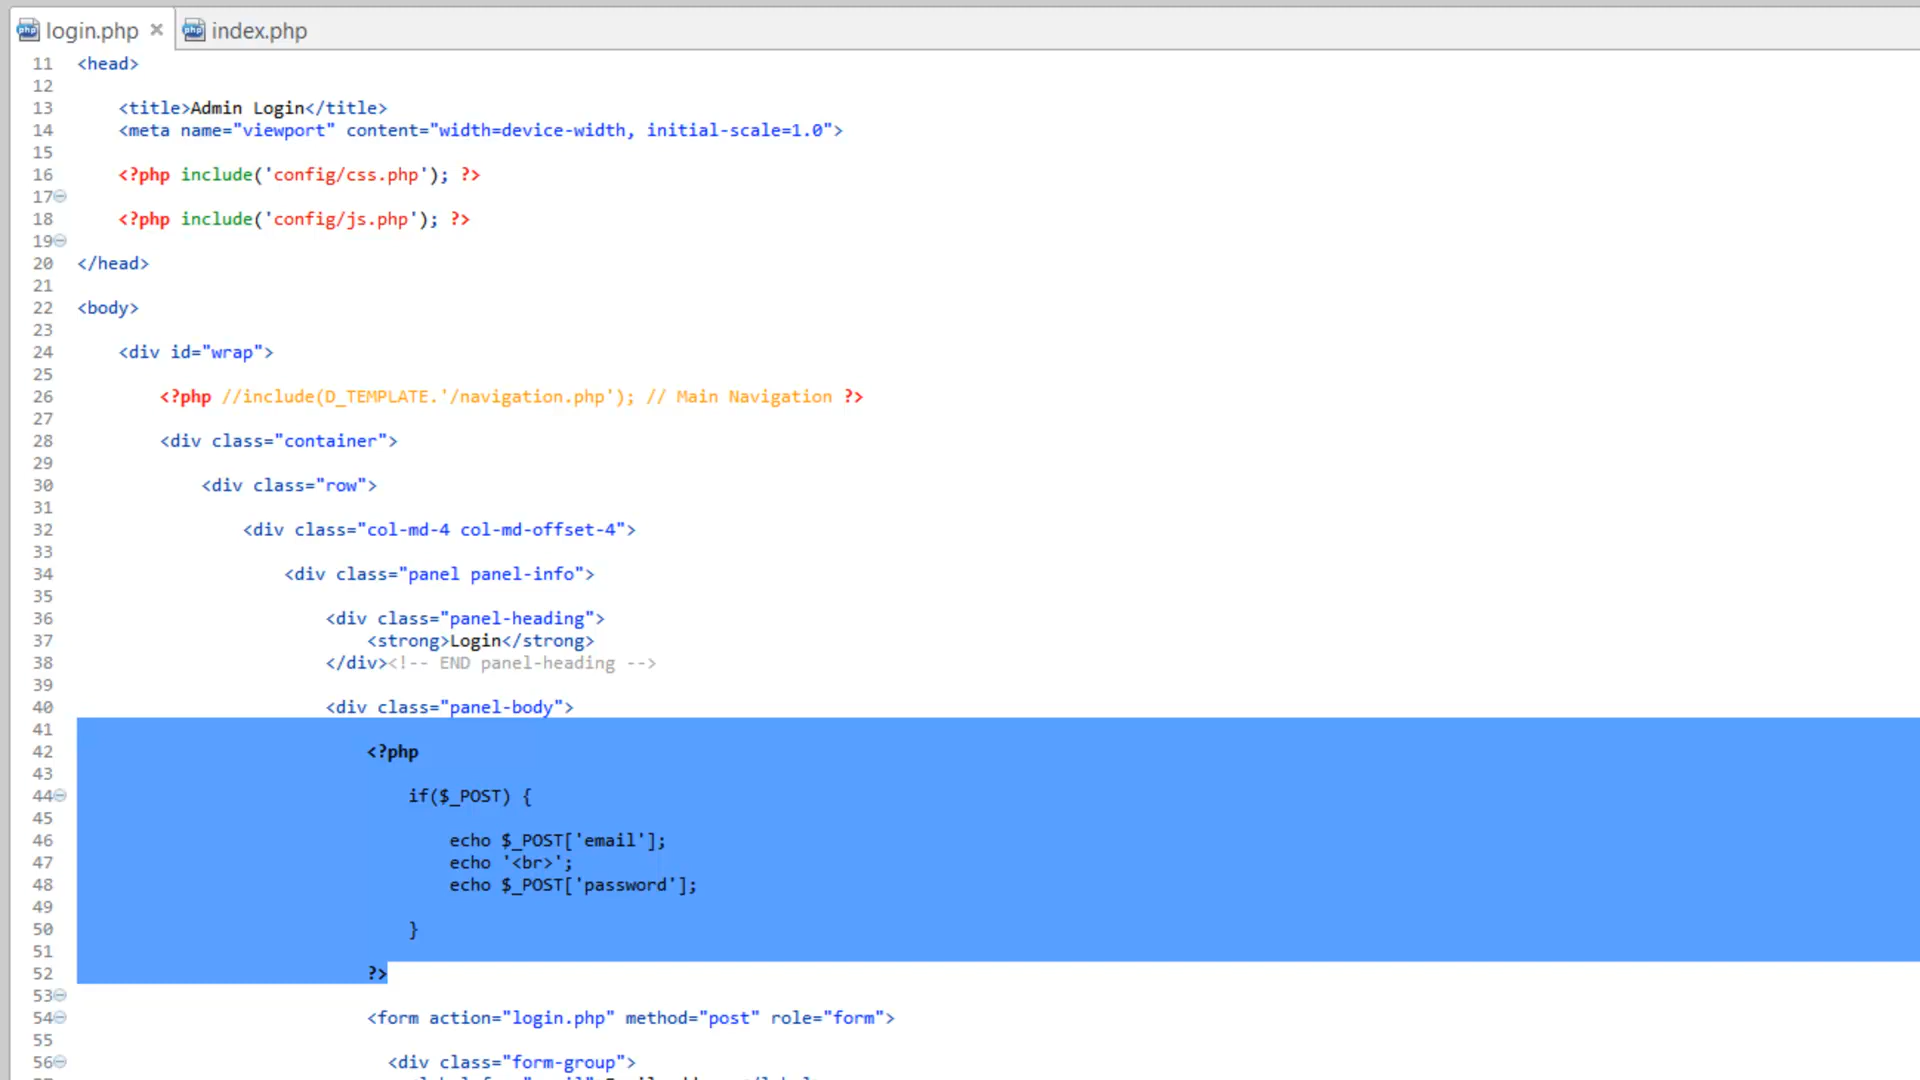 login.php
index.php
11 <head>
12
13 <title>Admin Login</title>
14 <meta name="viewport" content="width=device-width, initial-scale=1.0">
15
16 <?php include('config/css.php'); ?>
17
18 <?php include('config/js.php'); ?>
19
20 </head>
21
22 <body>
23
24 <div id="wrap">
25
26 <?php //include(D_TEMPLATE.'/navigation.php'); // Main Navigation ?>
27
28 <div class="container">
29
30 <div class="row">
31
32 <div class="col-md-4 col-md-offset-4">
33
34 <div class="panel panel-info">
35
36 <div class="panel-heading">
37 <strong>Login</strong>
38 </div><!-- END panel-heading -->
39
40 <div class="panel-body">
41
42 <?php
43
44 if($_POST) {
45
46 echo $_POST['email'];
47 echo '<br>';
48 echo $_POST['password'];
49
50 }
51
52 ?>
53
54 <form action="login.php" method="post" role="form">
55
56 <div class="form-group">